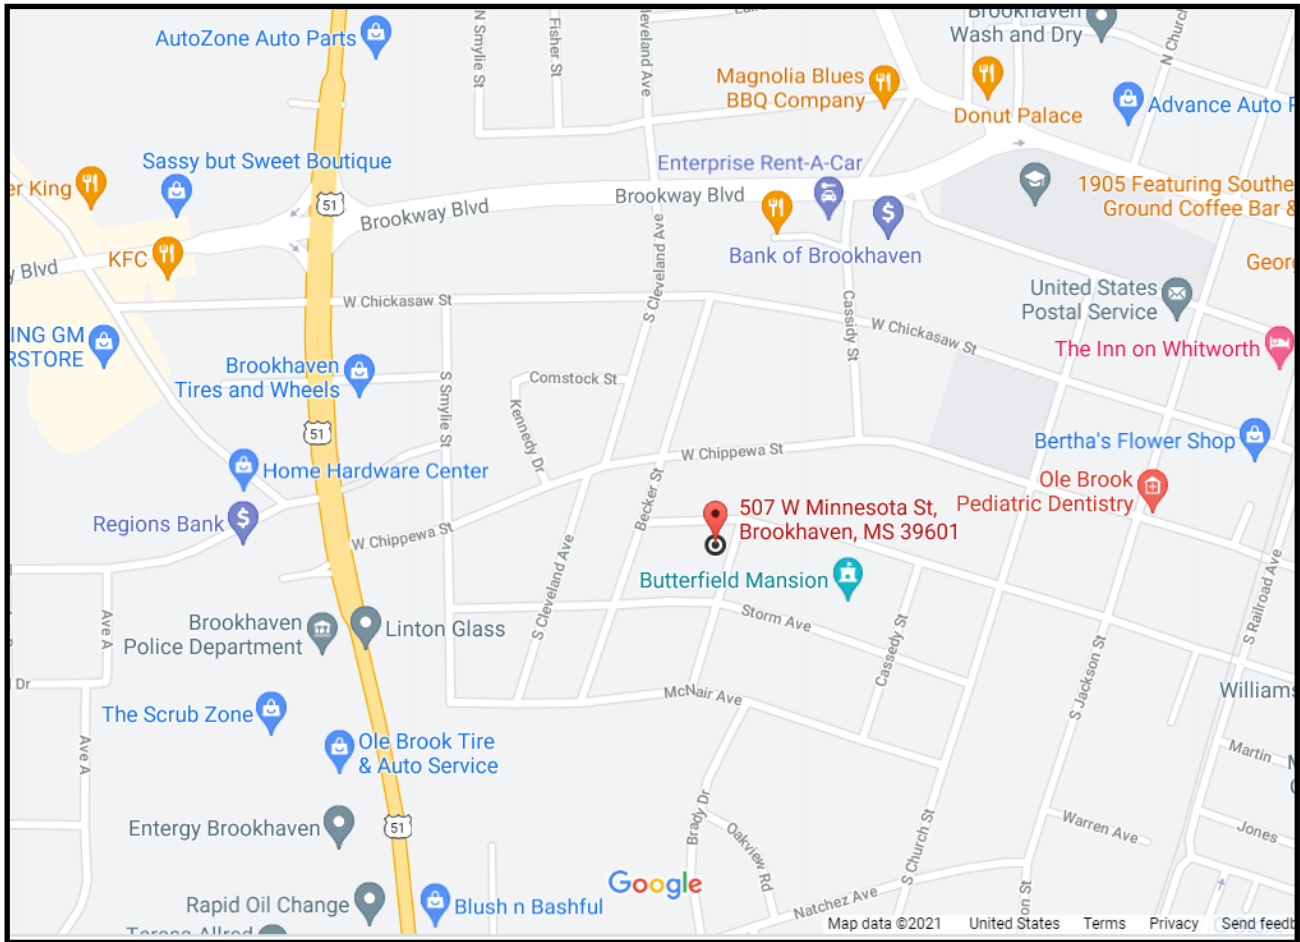 Brookhaven
Wash and Dry
AutoZone Auto Parts
N Smylie St
Fisher St
leveland Ave
N Church
Magnolia Blues
BBQ Company
Donut Palace
Advance Auto
Sassy but Sweet Boutique
Enterprise Rent-A-Car
er King
51
Brookway Blvd
Brookway Blvd
1905 Featuring Southe
Ground Coffee Bar &
KFC
y Blvd
S Cleveland Ave
Bank of Brookhaven
Georg
W Chickasaw St
Cassidy St
W Chickasaw St
United States
Postal Service
ING GM
RSTORE
The Inn on Whitworth
Brookhaven
Tires and Wheels
Comstock St
Kennedy Dr
S Smylie St
51
Bertha's Flower Shop
W Chippewa St
Home Hardware Center
Becker St
Ole Brook
Pediatric Dentistry
Regions Bank
W Chippewa St
507 W Minnesota St,
Brookhaven, MS 39601
Butterfield Mansion
S Cleveland Ave
Storm Ave
S Railroad Ave
Ave A
Brookhaven
Police Department
Linton Glass
Cassedy St
S Jackson St
Dr
McNair Ave
Williams
The Scrub Zone
Ave A
Ole Brook Tire
& Auto Service
Martin
Entergy Brookhaven
51
Brady Dr
Oakview Rd
S Church St
Warren Ave
Jones
Google
Natchez Ave
on St
Rapid Oil Change
Blush n Bashful
Map data ©2021 United States Terms Privacy Send feedb